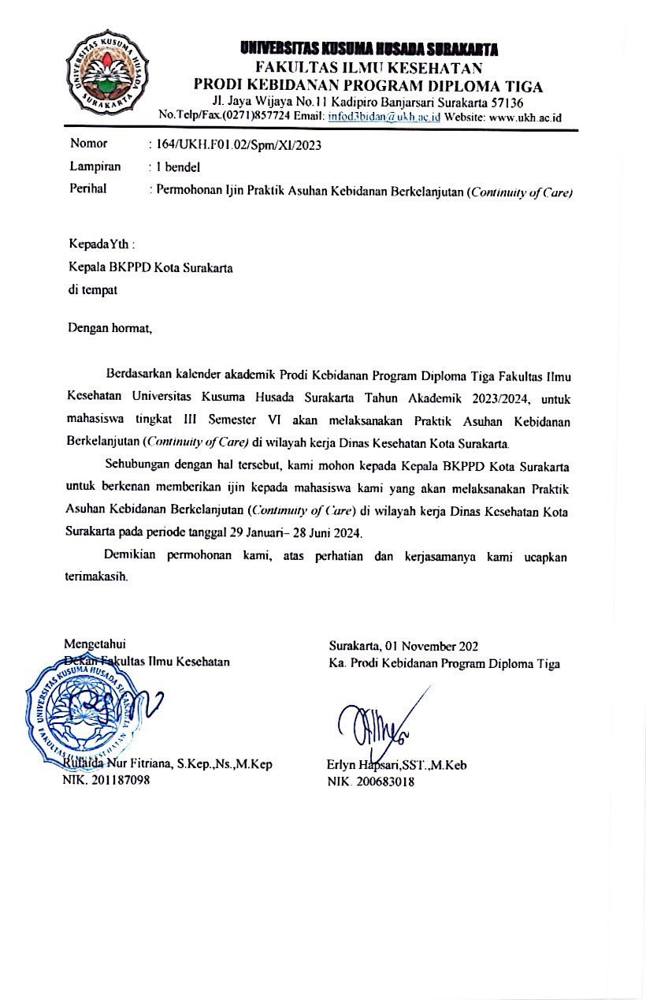 UNIVERSITAS KUSUMA HUSADA SURAKARTA
FAKULTAS ILMU KESEHATAN
PRODI KEBIDANAN PROGRAM DIPLOMA TIGA
Jl. Jaya Wijaya No.11 Kadipiro Banjarsari Surakarta 57136
No.Telp/Fax.(0271)857724 Email: infod3bidan@ukh.ac.id Website: www.ukh.ac.id
UNIVERSITAS KUSUMA HUSADA
SURAKARTA
Nomor : 164/UKH.F01.02/Spm/XI/2023
Lampiran : 1 bendel
Perihal : Permohonan Ijin Praktik Asuhan Kebidanan Berkelanjutan (Continuity of Care)
Kepada Yth :
Kepala BKPPD Kota Surakarta
di tempat
Dengan hormat,
Berdasarkan kalender akademik Prodi Kebidanan Program Diploma Tiga Fakultas Ilmu
Kesehatan Universitas Kusuma Husada Surakarta Tahun Akademik 2023/2024, untuk
mahasiswa tingkat III Semester VI akan melaksanakan Praktik Asuhan Kebidanan
Berkelanjutan (Continuity of Care) di wilayah kerja Dinas Kesehatan Kota Surakarta.
Sehubungan dengan hal tersebut, kami mohon kepada Kepala BKPPD Kota Surakarta
untuk berkenan memberikan ijin kepada mahasiswa kami yang akan melaksanakan Praktik
Asuhan Kebidanan Berkelanjutan (Continuity of Care) di wilayah kerja Dinas Kesehatan Kota
Surakarta pada periode tanggal 29 Januari– 28 Juni 2024.
Demikian permohonan kami, atas perhatian dan kerjasamanya kami ucapkan
terimakasih.
Mengetahui
Dekan Fakultas Ilmu Kesehatan
UNIVERSITAS KUSUMA HUSADA SURAKARTA
FAKULTAS ILMU KESEHATAN
Rufaida Nur Fitriana, S.Kep.,Ns.,M.Kep
NIK. 201187098
Surakarta, 01 November 202
Ka. Prodi Kebidanan Program Diploma Tiga
Erlyn Hapsari,SST.,M.Keb
NIK. 200683018